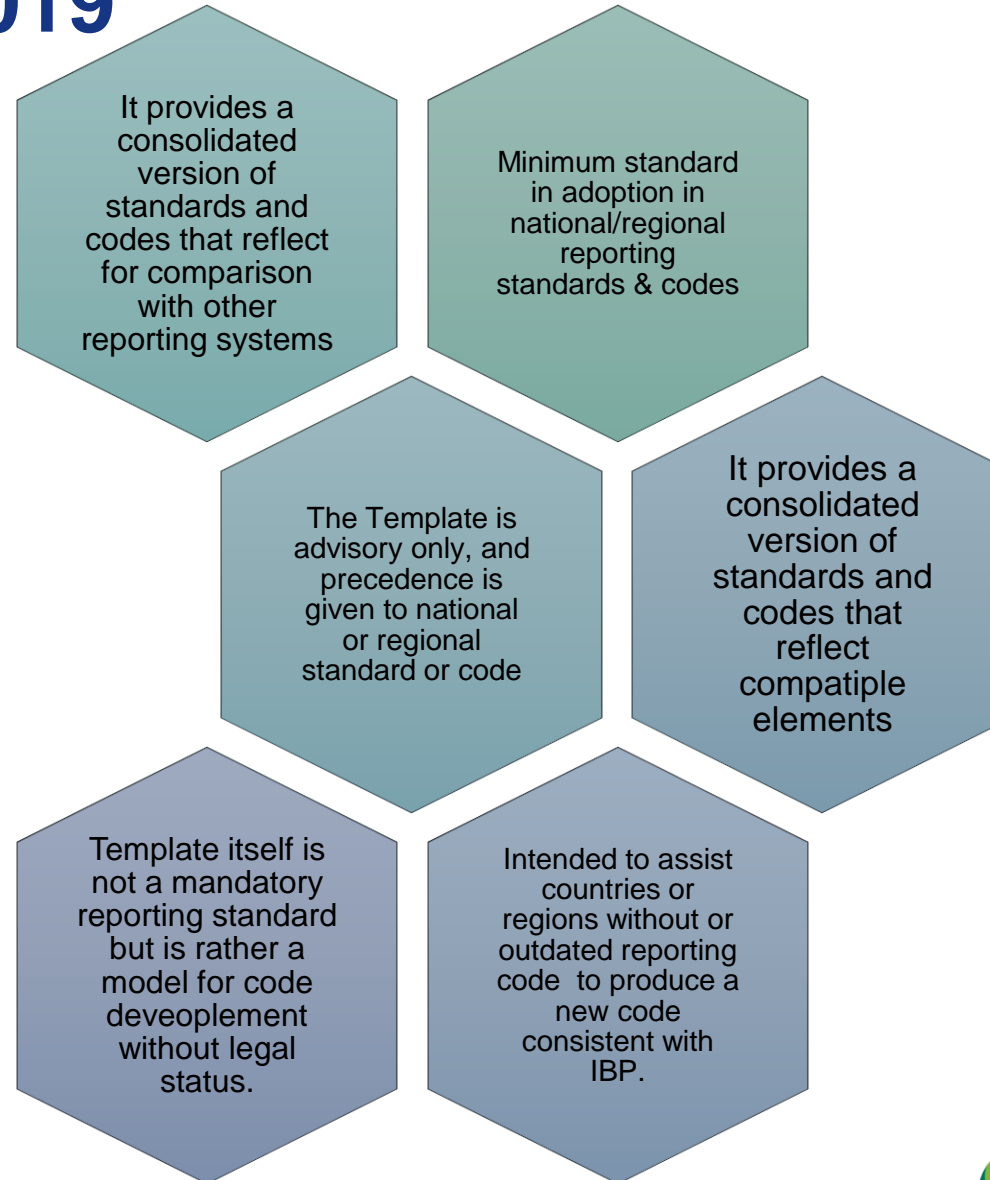 019
It provides a
consolidated
version of
standards and
codes that reflect
for comparison
with other
reporting systems
Minimum standard
in adoption in
national/regional
reporting
standards & codes
The Template is
advisory only, and
precedence is
given to national
or regional
standard or code
It provides a
consolidated
version of
standards and
codes that
reflect
compatiple
elements
Template itself is
not a mandatory
reporting standard
but is rather a
model for code
deveoplement
without legal
status.
Intended to assist
countries or
regions without or
outdated reporting
code  to produce a
new code
consistent with
IBP.